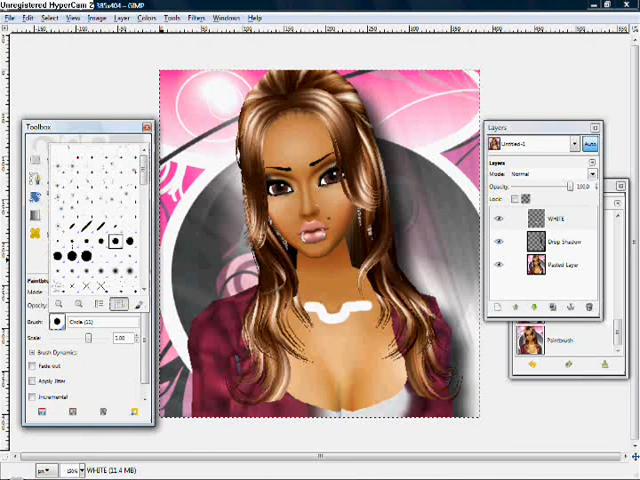 Unregistered HyperCam 2
385x404 – GIMP
File Edit Select View Image Layer Colors Tools Filters Windows Help
Toolbox
Paintbrush
Mode:
Opacity:
Brush: Circle (11)
Scale: 1.00
Brush Dynamics
Fade out
Apply Jitter
Incremental
Layers
Untitled-1
Auto
Layers
Mode: Normal
Opacity: 100.0
Lock:
WHITE
Drop Shadow
Pasted Layer
Paintbrush
px 150% WHITE (11.4 MB)